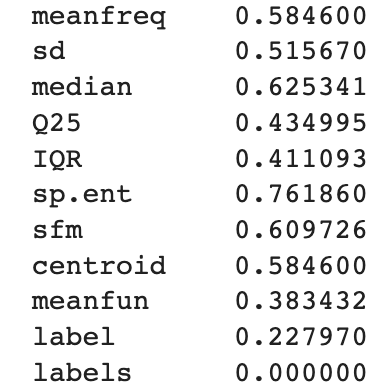 meanfreq 0.584600
sd 0.515670
median 0.625341
Q25 0.434995
IQR 0.411093
sp.ent 0.761860
sfm 0.609726
centroid 0.584600
meanfun 0.383432
label 0.227970
labels 0.000000